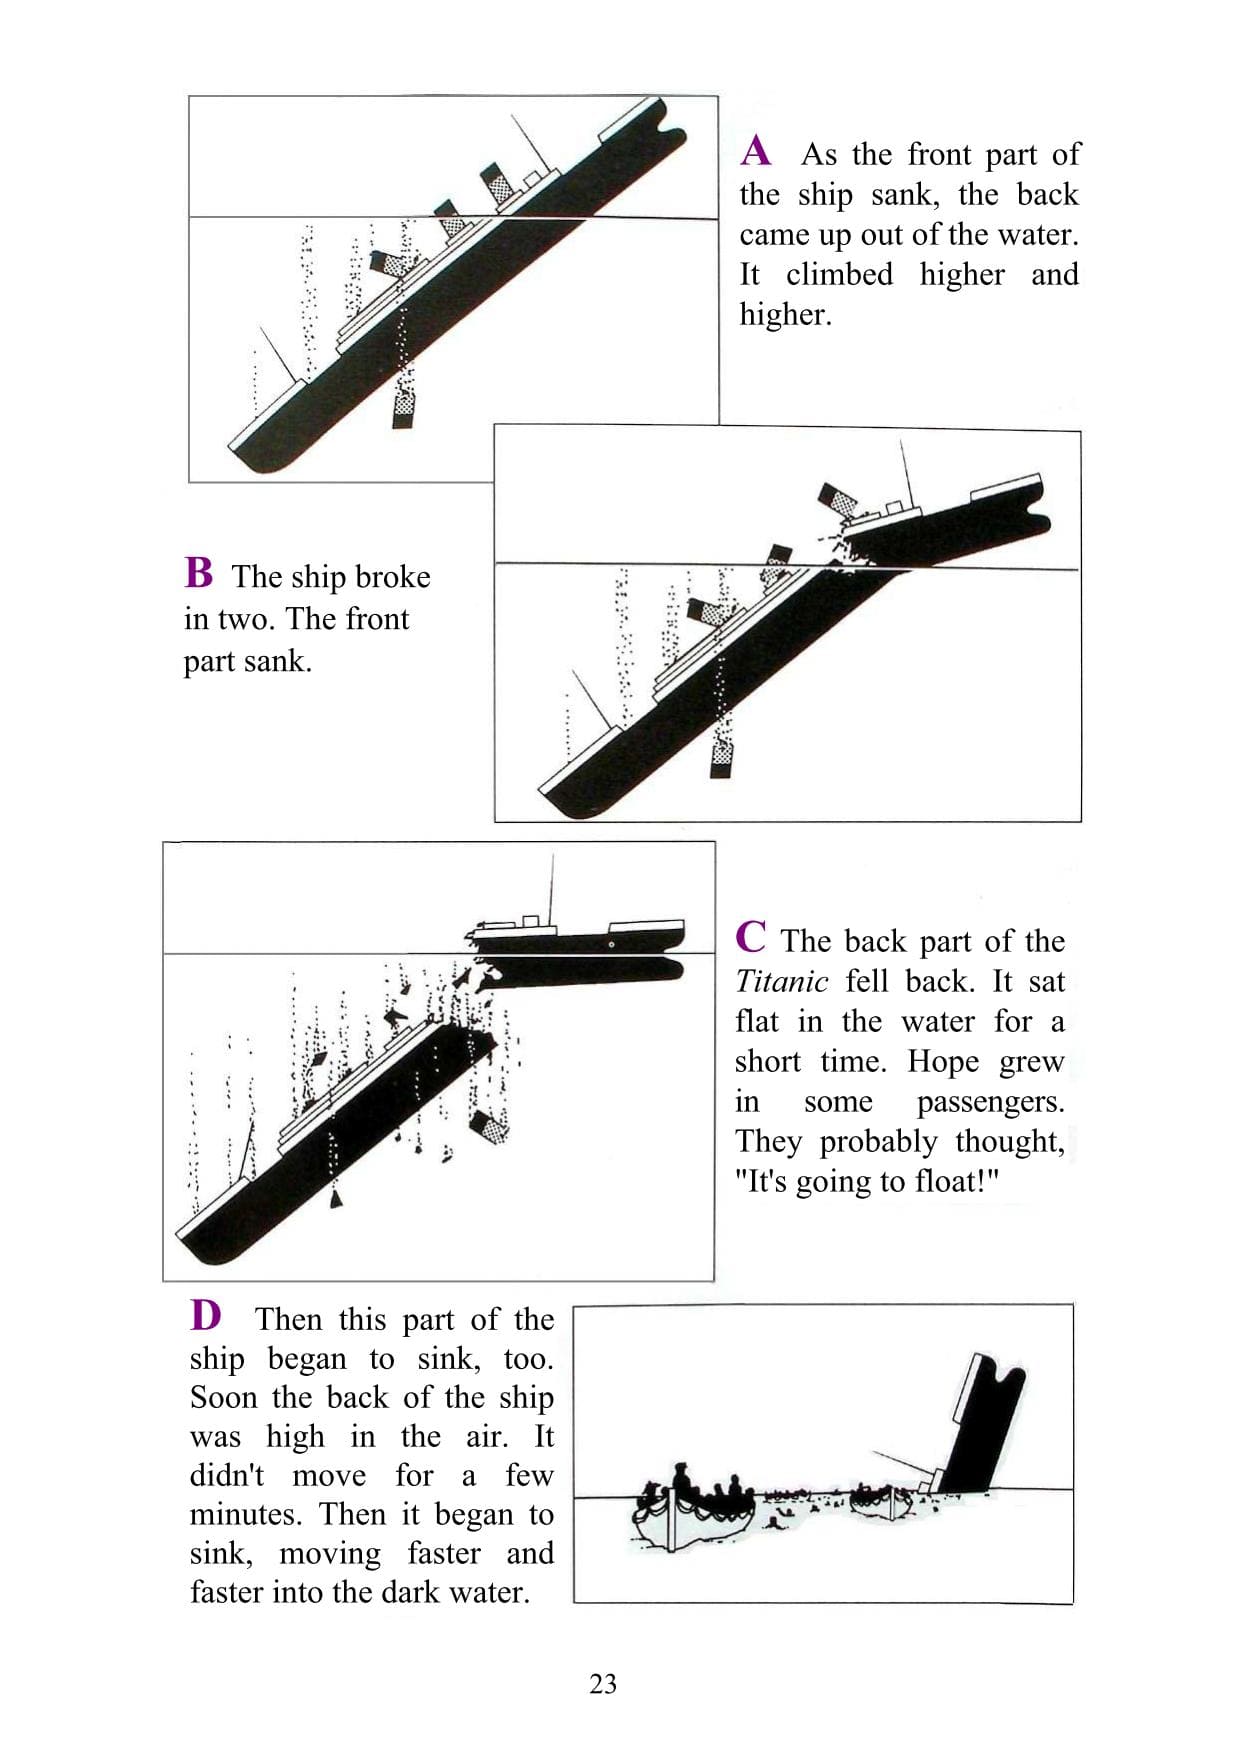 A As the front part of
the ship sank, the back
came up out of the water.
It climbed higher and
higher.
B The ship broke
in two. The front
part sank.
C The back part of the
Titanic fell back. It sat
flat in the water for a
short time. Hope grew
in some passengers.
They probably thought,
"It's going to float!"
D Then this part of the
ship began to sink, too.
Soon the back of the ship
was high in the air. It
didn't move for a few
minutes. Then it began to
sink, moving faster and
faster into the dark water.
23